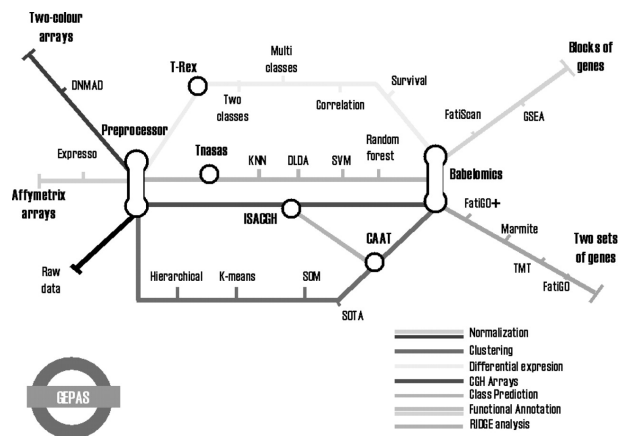 Two-colour
arrays
DNMAD
T-Rex
Multi
classes
Two
classes
Correlation
Survival
Blocks of
genes
FatiScan
GSEA
Preprocessor
Expresso
Affymetrix
arrays
Tnasas
KNN
DLDA
SVM
Random
forest
Babelomics
ISACGH
CAAT
FatiGO+
Marmite
TMT
FatiGO
Two sets
of genes
Raw
data
Hierarchical
K-means
SOM
SOTA
Normalization
Clustering
Differential expresion
CGH Arrays
Class Prediction
Functional Annotation
RIDGE analysis
GEPAS